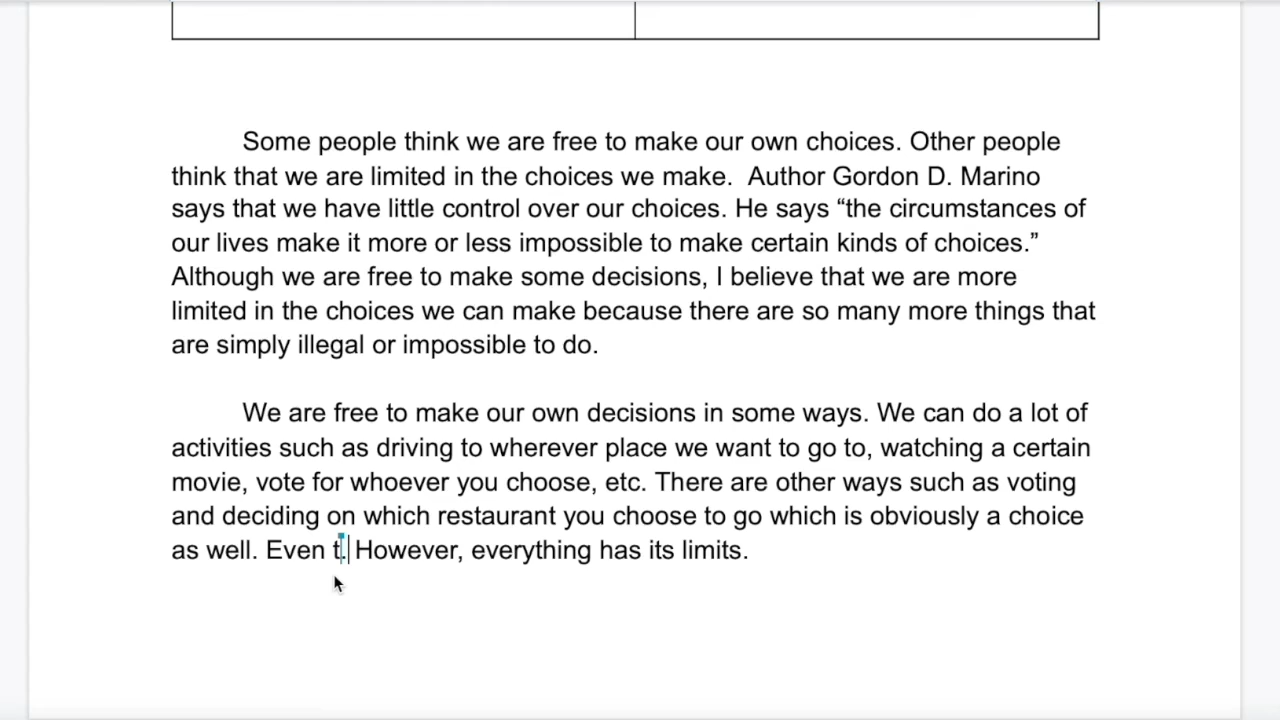 Some people think we are free to make our own choices. Other people
think that we are limited in the choices we make.  Author Gordon D. Marino
says that we have little control over our choices. He says “the circumstances of
our lives make it more or less impossible to make certain kinds of choices.”
Although we are free to make some decisions, I believe that we are more
limited in the choices we can make because there are so many more things that
are simply illegal or impossible to do.
We are free to make our own decisions in some ways. We can do a lot of
activities such as driving to wherever place we want to go to, watching a certain
movie, vote for whoever you choose, etc. There are other ways such as voting
and deciding on which restaurant you choose to go which is obviously a choice
as well. Even t. However, everything has its limits.